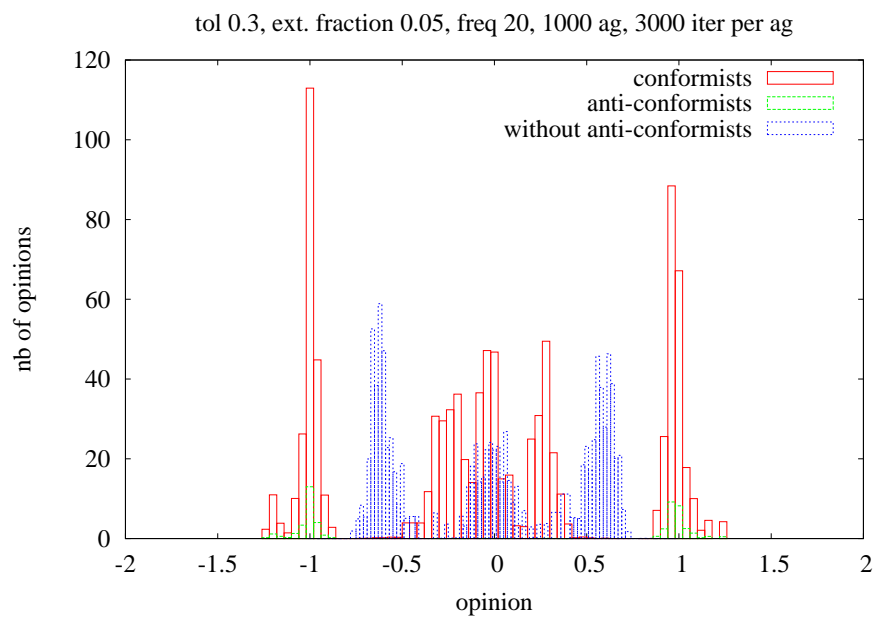 tol 0.3, ext. fraction 0.05, freq 20, 1000 ag, 3000 iter per ag
120
100
80
60
40
20
0
nb of opinions
conformists
anti-conformists
without anti-conformists
-2 -1.5 -1 -0.5 0 0.5 1 1.5 2
opinion